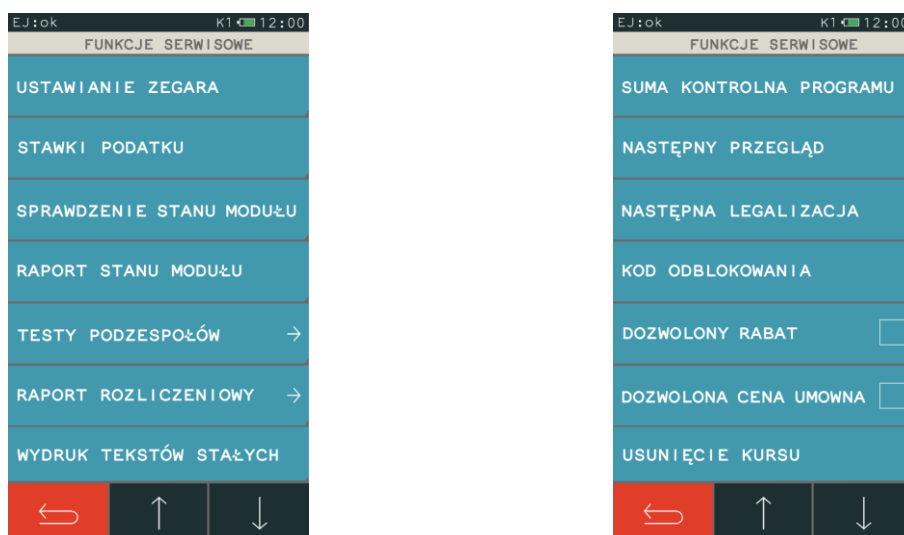 EJ:ok K1 12:00
FUNKCJE SERWISOWE
USTAWIANIE ZEGARA
STAWKI PODATKU
SPRAWDZENIE STANU MODUŁU
RAPORT STANU MODUŁU
TESTY PODZESPOŁÓW
RAPORT ROZLICZENIOWY
WYDRUK TEKSTÓW STAŁYCH
EJ:ok K1 12:00
FUNKCJE SERWISOWE
SUMA KONTROLNA PROGRAMU
NASTĘPNY PRZEGLĄD
NASTĘPNA LEGALIZACJA
KOD ODBLOKOWANIA
DOZWOLONY RABAT
DOZWOLONA CENA UMOWNA
USUNIĘCIE KURSU